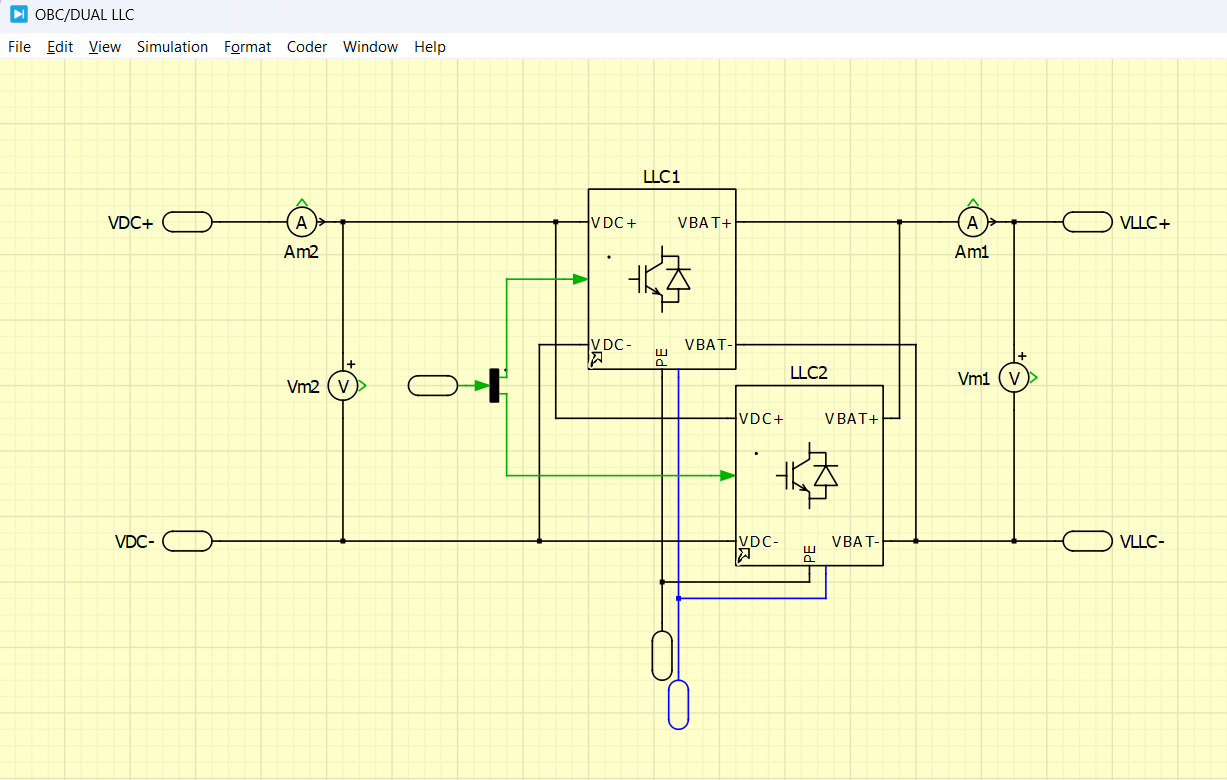 OBC/DUAL LLC
File Edit View Simulation Format Coder Window Help
LLC1
VDC+
A
Am2
VDC+
VBAT+
A
Am1
VLLC+
VDC-
PE
VBAT-
LLC2
+
Vm2
V
+
Vm1
V
VDC+
VBAT+
VDC-
VDC-
PE
VBAT-
VLLC-